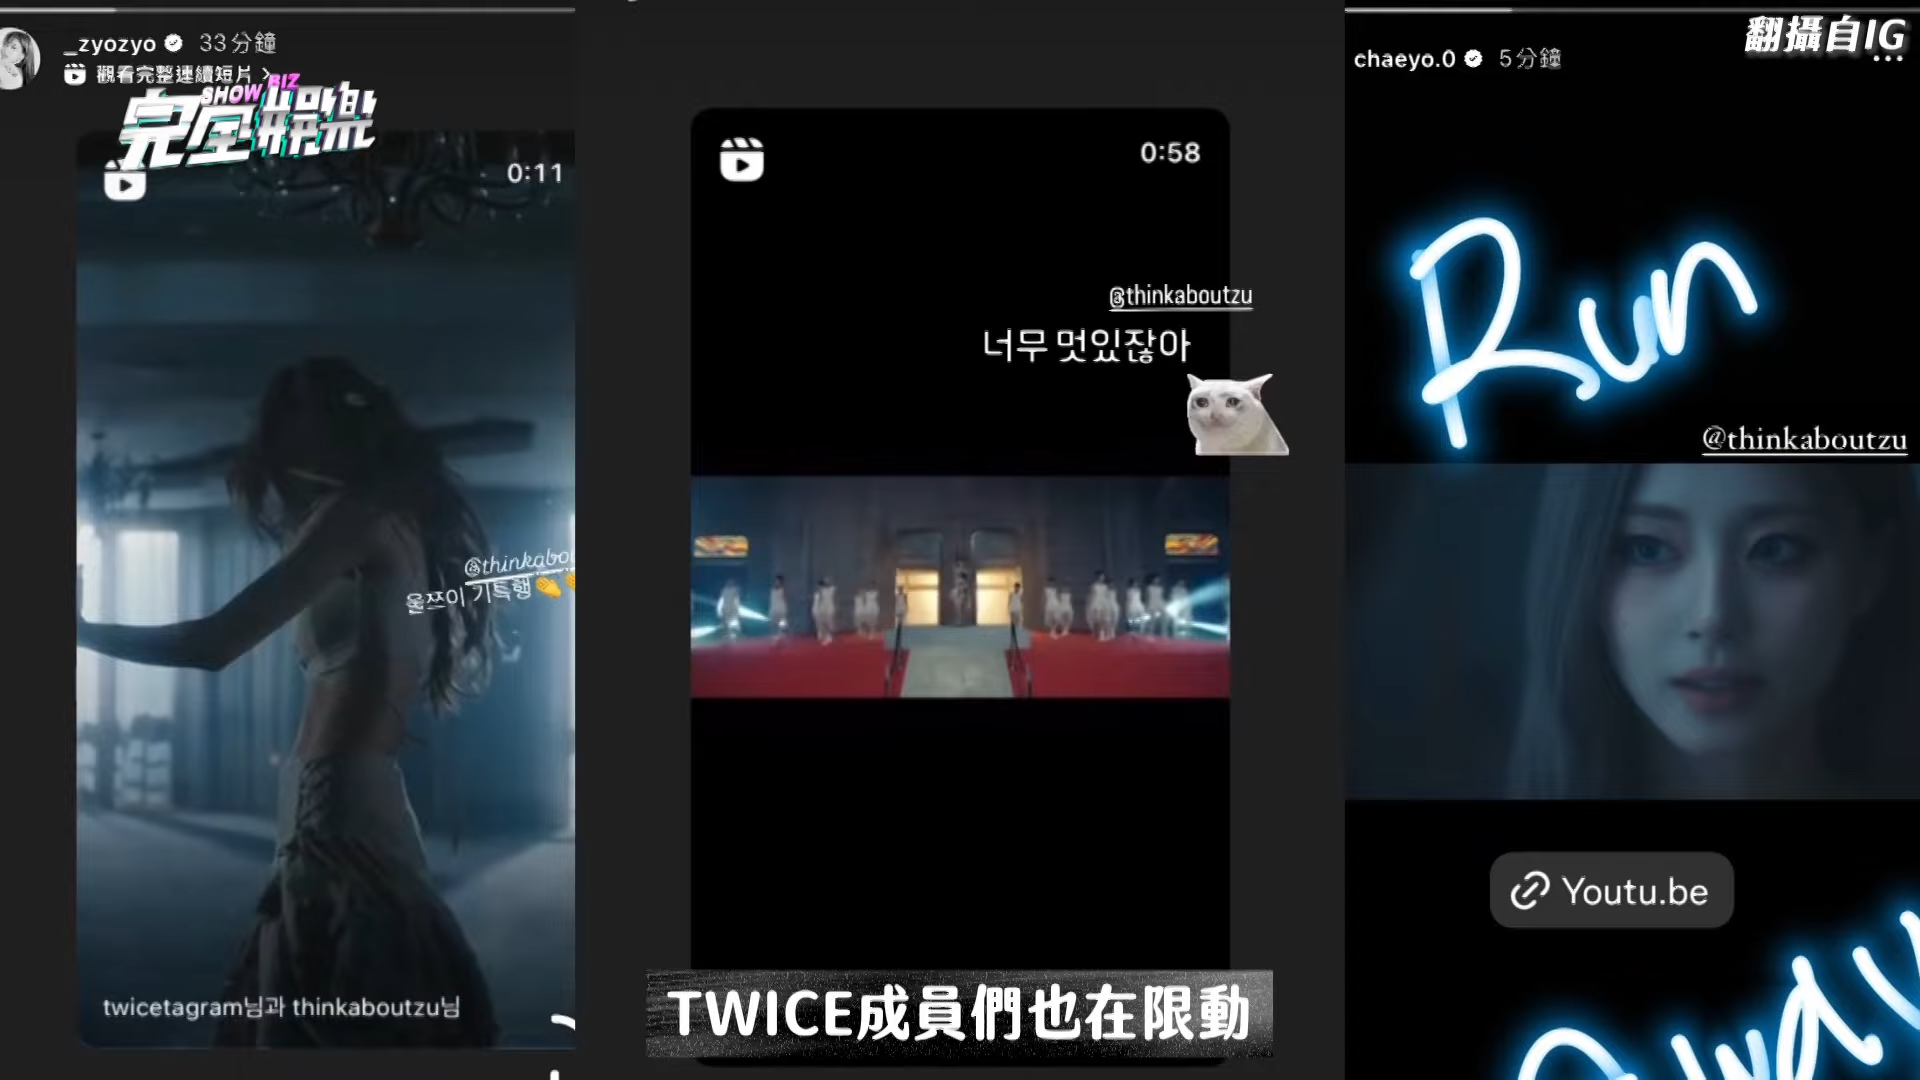 _zyozyo 33分鐘
觀看完整連續短片
SHOW BIZ
完全娛樂
0:11
@thinkabou
울쯔이 기특행👏
twicetagram님과 thinkaboutzu님
0:58
@thinkaboutzu
너무 멋있잖아
TWICE成員們也在限動
翻攝自IG
chaeyo.0 5分鐘
Run
@thinkaboutzu
Youtu.be